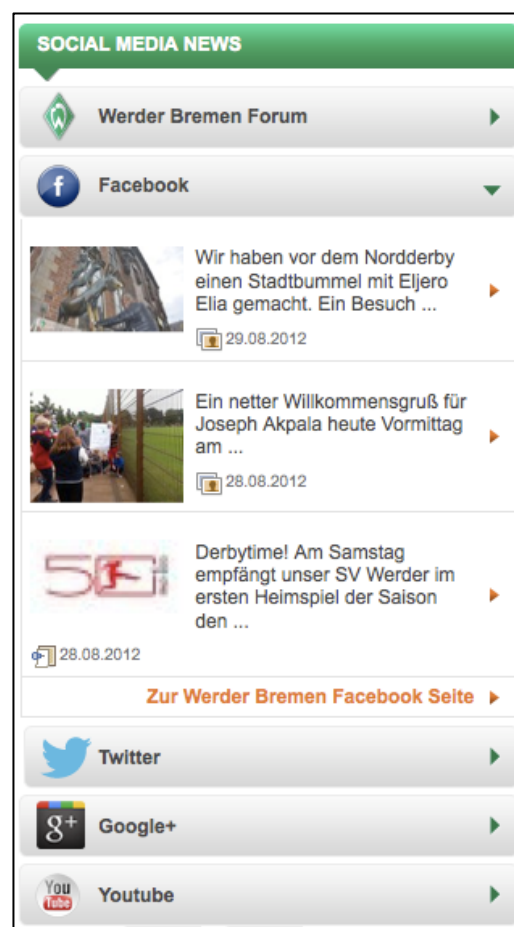 SOCIAL MEDIA NEWS
Werder Bremen Forum
Facebook
Wir haben vor dem Nordderby
einen Stadtbummel mit Eljero
Elia gemacht. Ein Besuch ...
29.08.2012
Ein netter Willkommensgruß für
Joseph Akpala heute Vormittag
am ...
28.08.2012
Derbytime! Am Samstag
empfängt unser SV Werder im
ersten Heimspiel der Saison
den ...
28.08.2012
Zur Werder Bremen Facebook Seite
Twitter
g+ Google+
You
Tube
Youtube